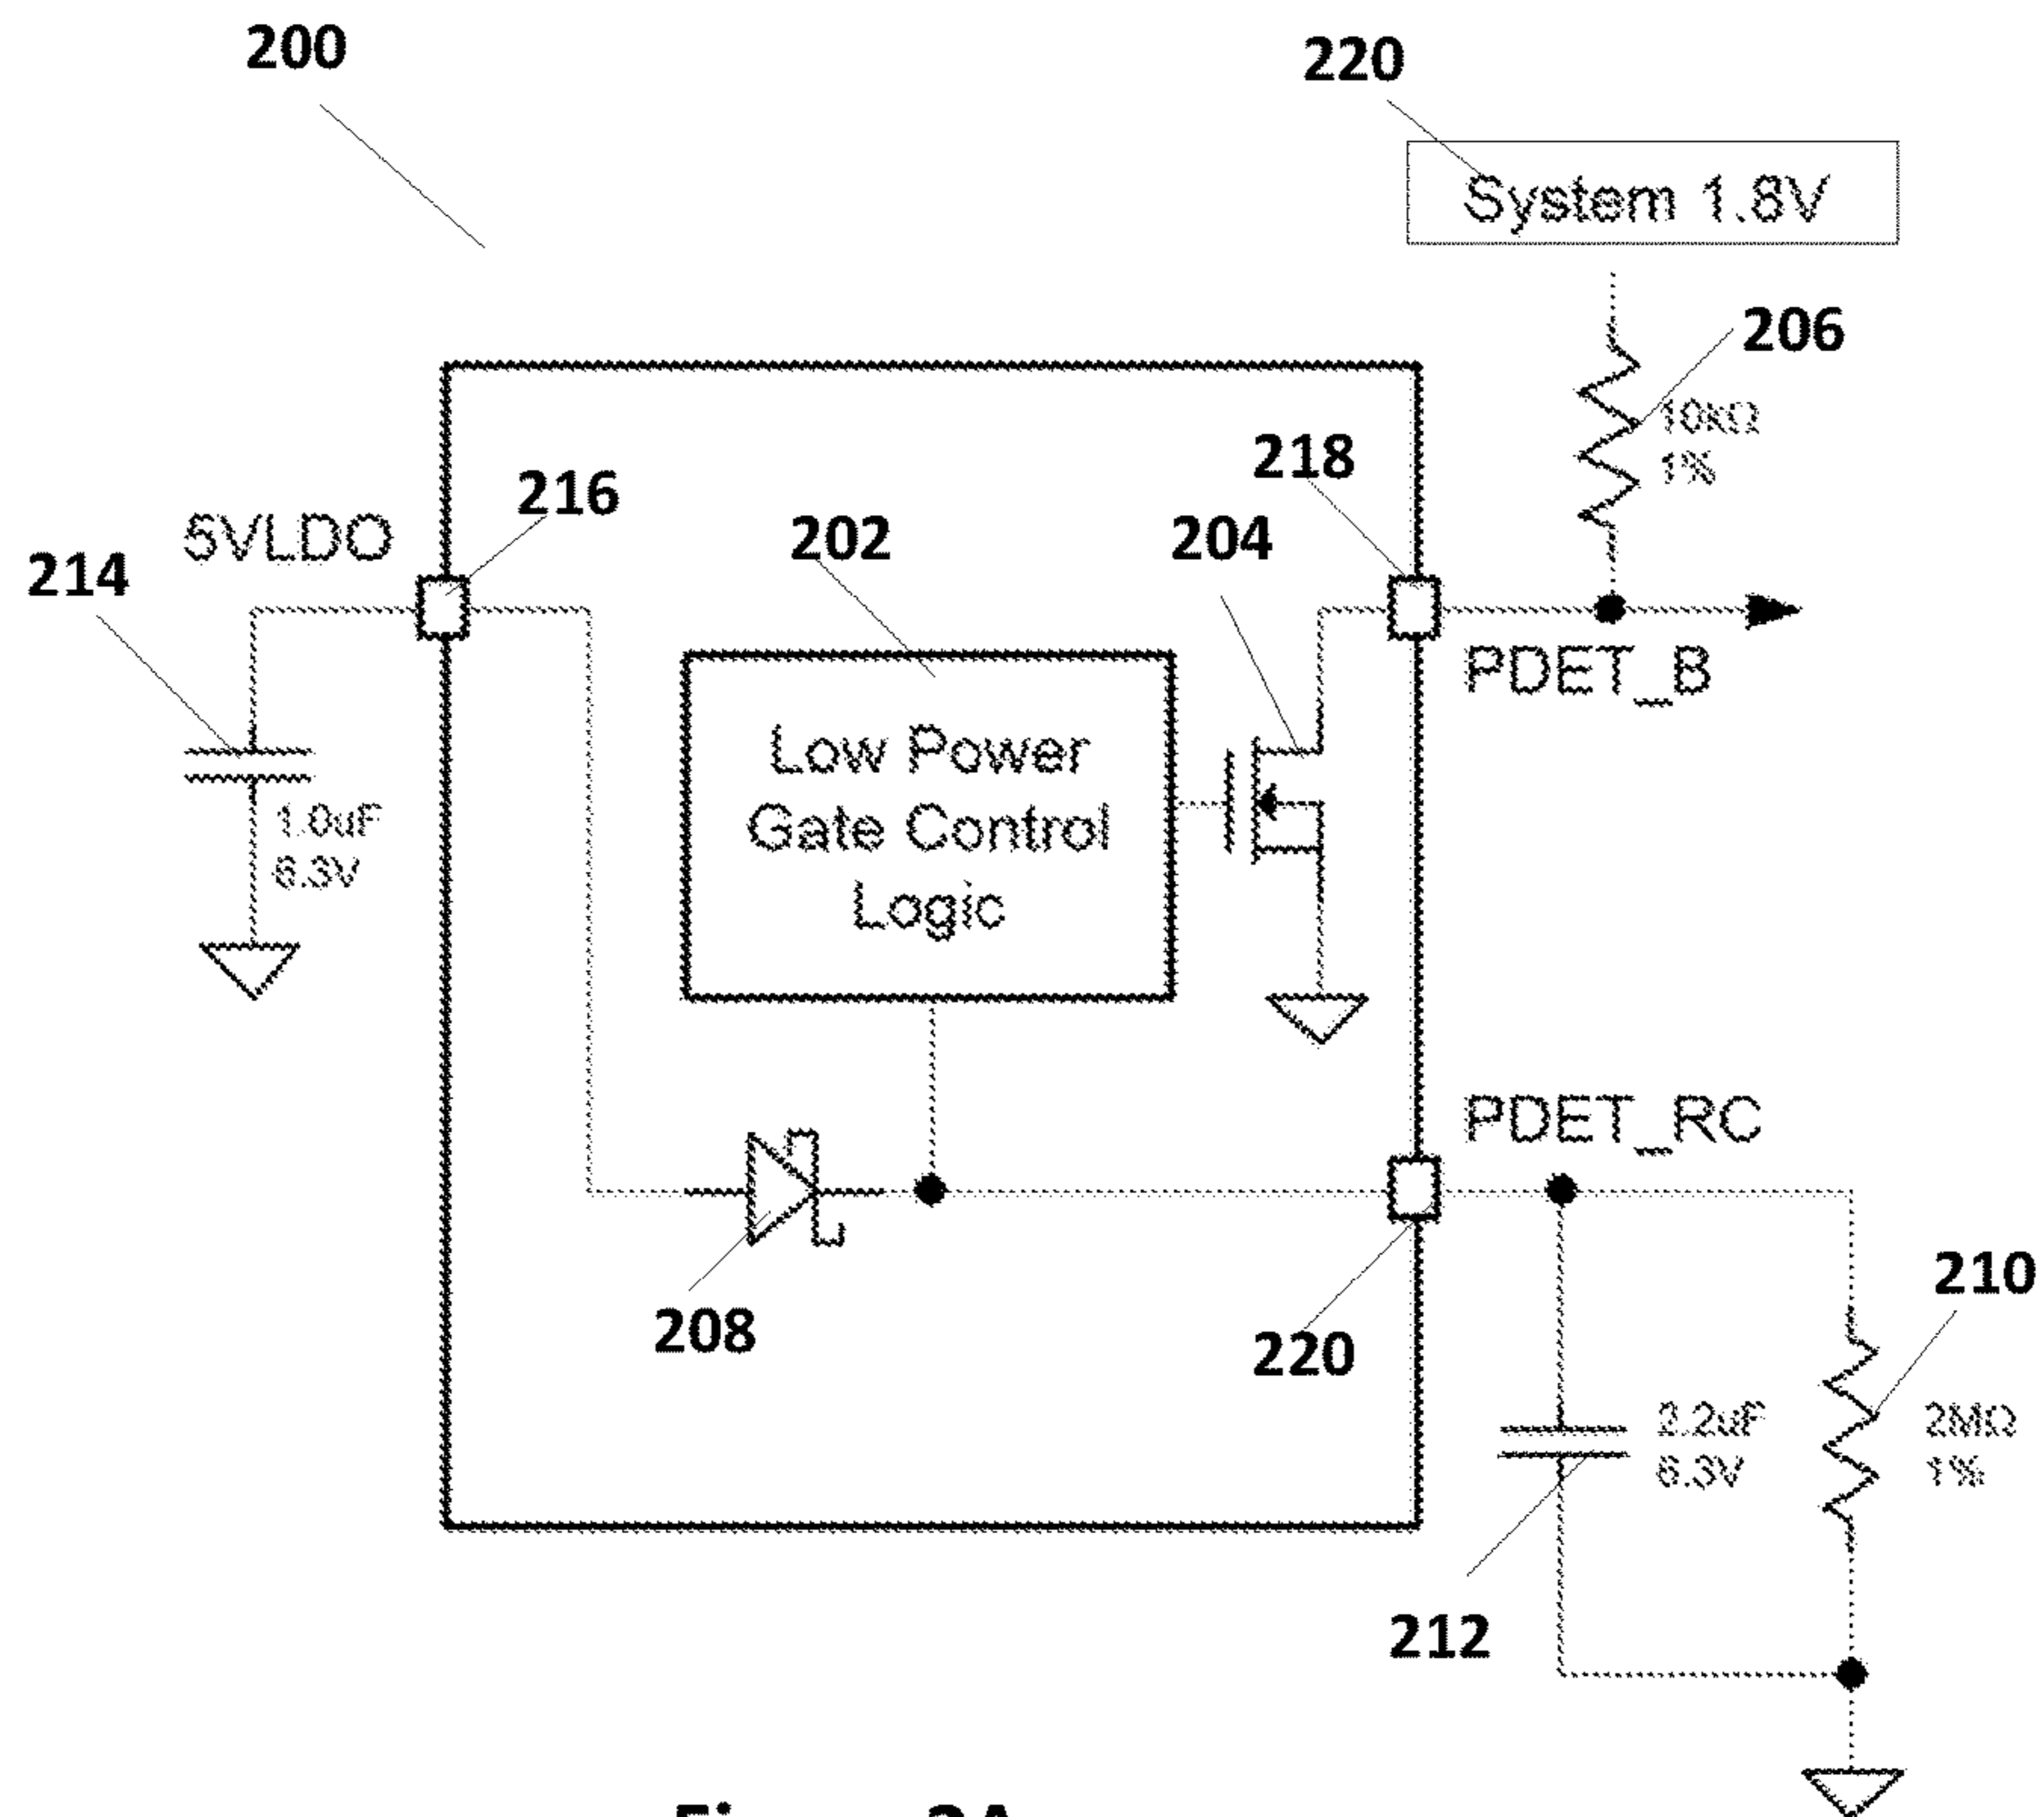 200
220
System 1.8V
206
10kΩ
1%
218
216
202
204
5VLDO
214
PDET_B
Low Power
Gate Control
Logic
1.0uF
6.3V
PDET_RC
210
208
220
2.2uF
6.3V
2MΩ
1%
212